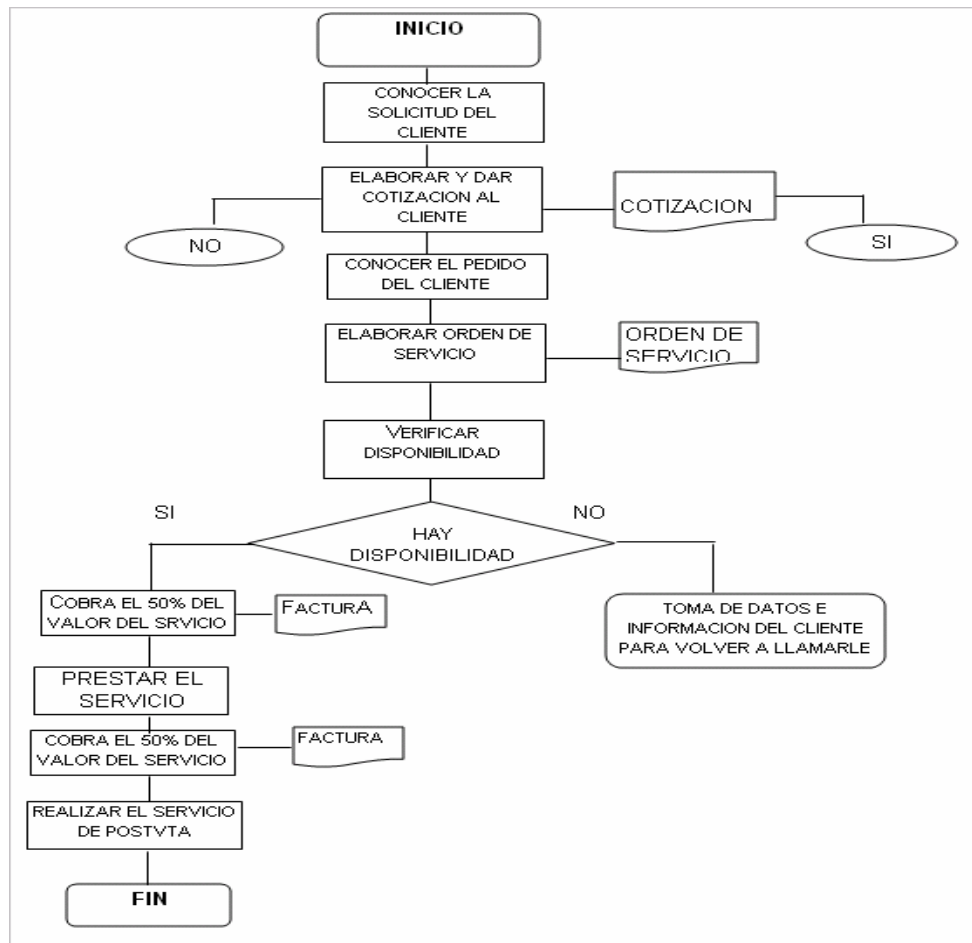 INICIO
CONOCER LA
SOLICITUD DEL
CLIENTE
ELABORAR Y DAR
COTIZACION AL
CLIENTE
COTIZACION
NO
SI
CONOCER EL PEDIDO
DEL CLIENTE
ELABORAR ORDEN DE
SERVICIO
ORDEN DE
SERVICIO
VERIFICAR
DISPONIBILIDAD
SI
NO
HAY
DISPONIBILIDAD
COBRA EL 50% DEL
VALOR DEL SRVICIO
FACTURA
TOMA DE DATOS E
INFORMACION DEL CLIENTE
PARA VOLVER A LLAMARLE
PRESTAR EL
SERVICIO
COBRA EL 50% DEL
VALOR DEL SERVICIO
FACTURA
REALIZAR EL SERVICIO
DE POSTVTA
FIN